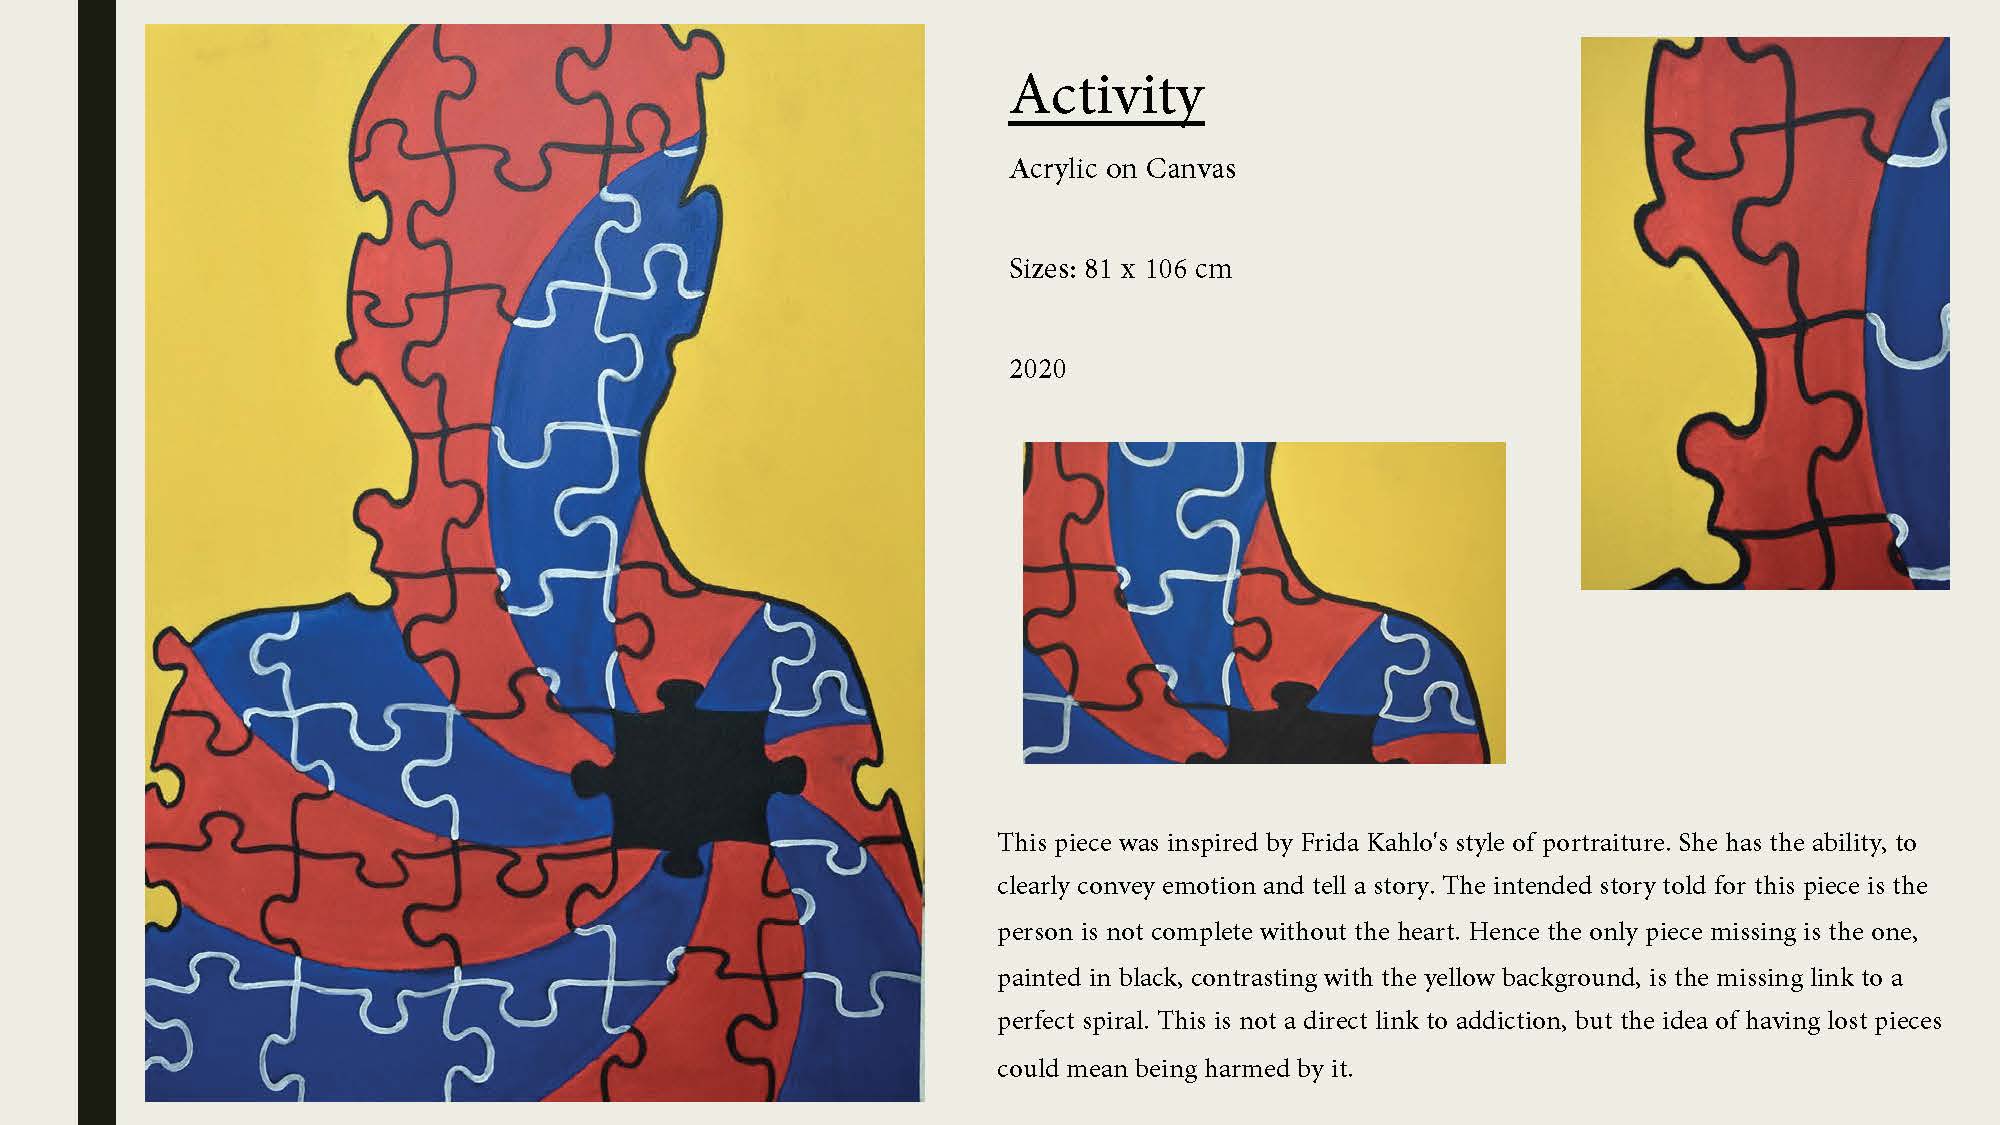 Activity
Acrylic on Canvas
Sizes: 81 x 106 cm
2020
This piece was inspired by Frida Kahlo's style of portraiture. She has the ability, to
clearly convey emotion and tell a story. The intended story told for this piece is the
person is not complete without the heart. Hence the only piece missing is the one,
painted in black, contrasting with the yellow background, is the missing link to a
perfect spiral. This is not a direct link to addiction, but the idea of having lost pieces
could mean being harmed by it.